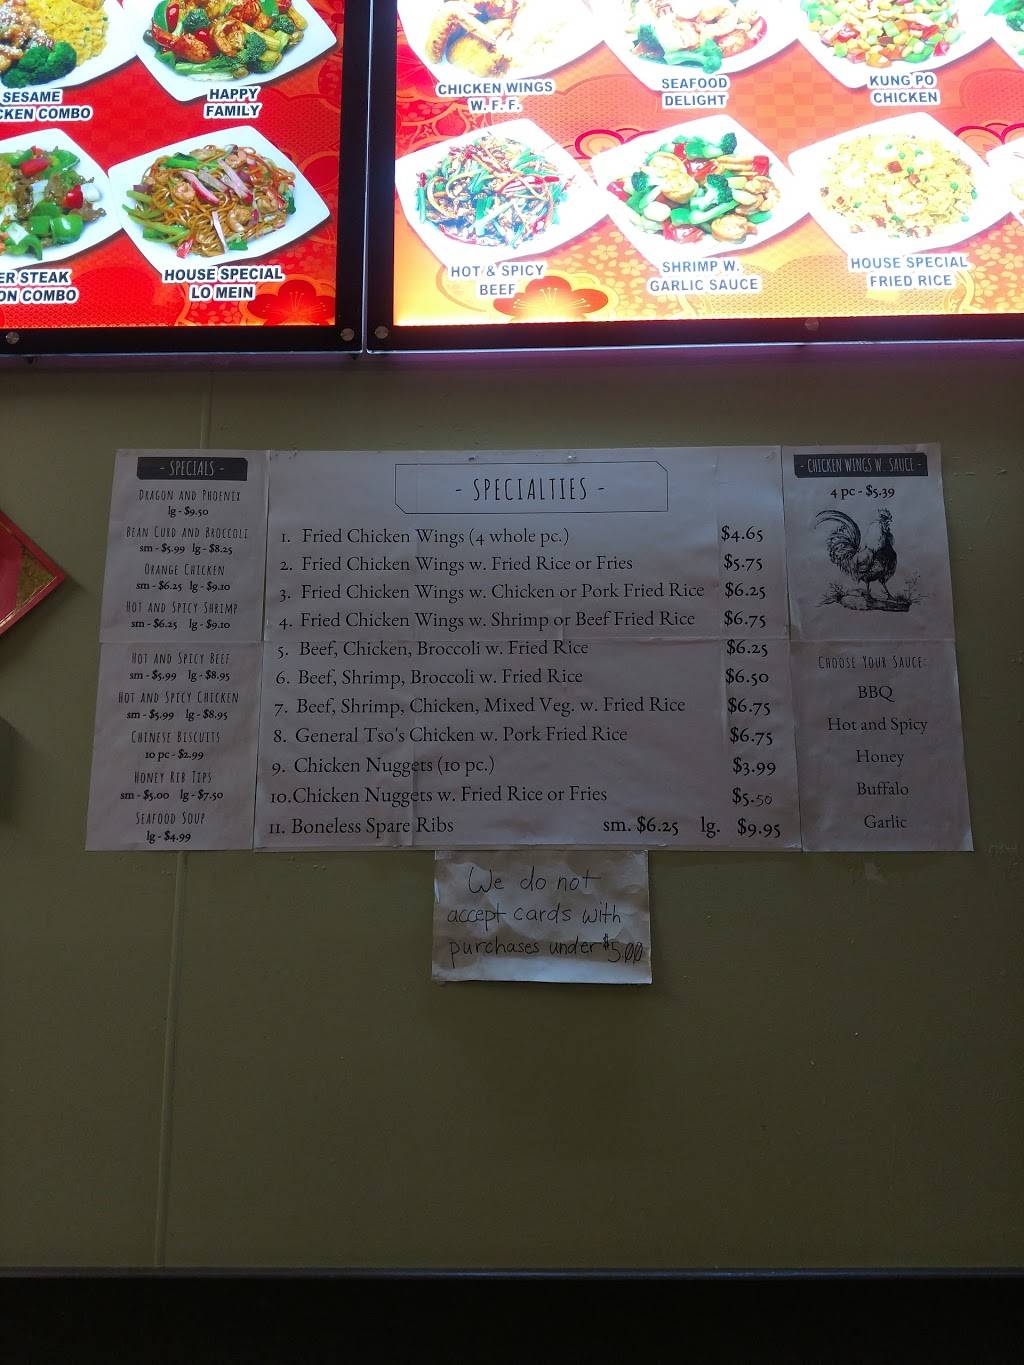 SESAME
CKEN COMBO
HAPPY
FAMILY
ER STEAK
ON COMBO
HOUSE SPECIAL
LO MEIN
CHICKEN WINGS
W. F. F.
SEAFOOD
DELIGHT
KUNG PO
CHICKEN
HOT & SPICY
BEEF
SHRIMP W.
GARLIC SAUCE
HOUSE SPECIAL
FRIED RICE
- SPECIALS -
DRAGON AND PHOENIX
lg - $9.50
BEAN CURD AND BROCCOLI
sm - $5.99 lg - $8.25
ORANGE CHICKEN
sm - $6.25 lg - $9.10
HOT AND SPICY SHRIMP
sm - $6.25 lg - $9.10
HOT AND SPICY BEEF
sm - $5.99 lg - $8.95
HOT AND SPICY CHICKEN
sm - $5.99 lg - $8.95
CHINESE BISCUITS
10 pc - $2.99
HONEY RIB TIPS
sm - $5.00 lg - $7.50
SEAFOOD SOUP
lg - $4.99
- SPECIALTIES -
1. Fried Chicken Wings (4 whole pc.) $4.65
2. Fried Chicken Wings w. Fried Rice or Fries $5.75
3. Fried Chicken Wings w. Chicken or Pork Fried Rice $6.25
4. Fried Chicken Wings w. Shrimp or Beef Fried Rice $6.75
5. Beef, Chicken, Broccoli w. Fried Rice $6.25
6. Beef, Shrimp, Broccoli w. Fried Rice $6.50
7. Beef, Shrimp, Chicken, Mixed Veg. w. Fried Rice $6.75
8. General Tso's Chicken w. Pork Fried Rice $6.75
9. Chicken Nuggets (10 pc.) $3.99
10.Chicken Nuggets w. Fried Rice or Fries $5.50
11. Boneless Spare Ribs sm. $6.25 lg. $9.95
- CHICKEN WINGS W. SAUCE -
4 pc - $5.39
CHOOSE YOUR SAUCE:
BBQ
Hot and Spicy
Honey
Buffalo
Garlic
We do not
accept cards with
purchases under $5.00